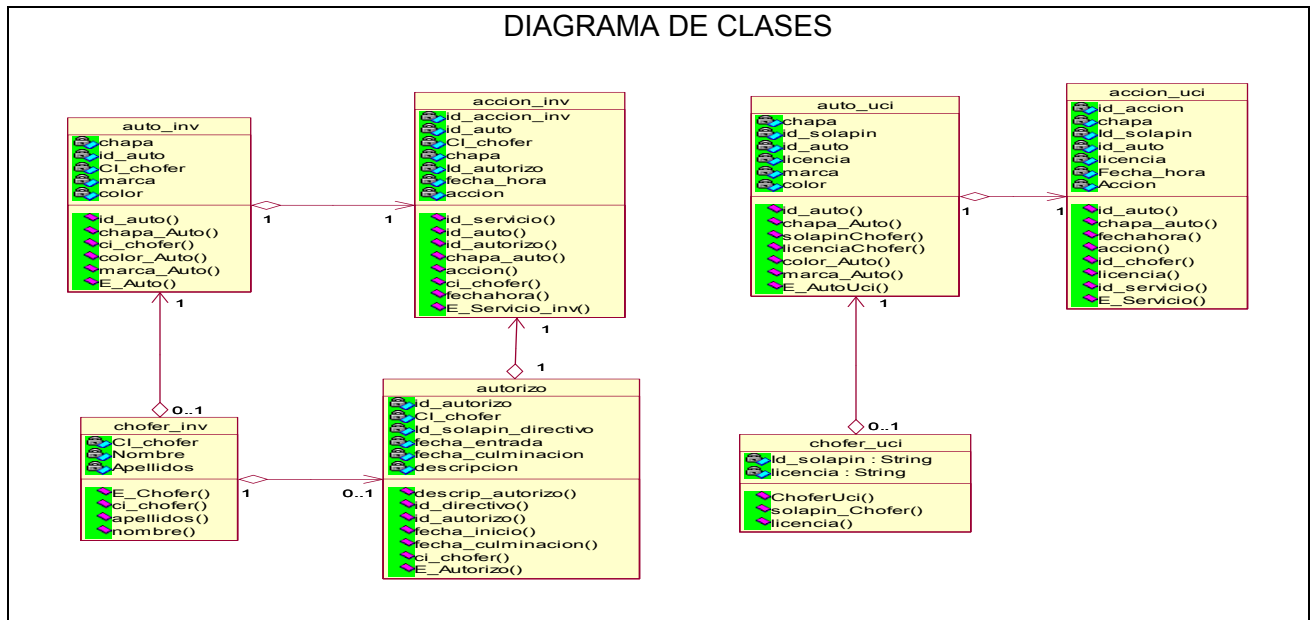 DIAGRAMA DE CLASES
auto_inv
chapa
id_auto
CI_chofer
marca
color
id_auto()
chapa_Auto()
ci_chofer()
color_Auto()
marca_Auto()
E_Auto()
1
1
1
0..1
accion_inv
id_accion_inv
id_auto
CI_chofer
chapa
Id_autorizo
fecha_hora
accion
id_servicio()
id_auto()
id_autorizo()
chapa_auto()
accion()
ci_chofer()
fechahora()
E_Servicio_inv()
1
1
chofer_inv
CI_chofer
Nombre
Apellidos
E_Chofer()
ci_chofer()
apellidos()
nombre()
1
0..1
autorizo
id_autorizo
CI_chofer
Id_solapin_directivo
fecha_entrada
fecha_culminacion
descripcion
descrip_autorizo()
id_directivo()
id_autorizo()
fecha_inicio()
fecha_culminacion()
ci_chofer()
E_Autorizo()
auto_uci
chapa
id_solapin
id_auto
licencia
marca
color
id_auto()
chapa_Auto()
solapinChofer()
licenciaChofer()
color_Auto()
marca_Auto()
E_AutoUci()
1
1
1
0..1
accion_uci
id_accion
chapa
Id_solapin
id_auto
licencia
Fecha_hora
Accion
id_auto()
chapa_auto()
fechahora()
accion()
id_chofer()
licencia()
id_servicio()
E_Servicio()
chofer_uci
Id_solapin : String
licencia : String
ChoferUci()
solapin_Chofer()
licencia()